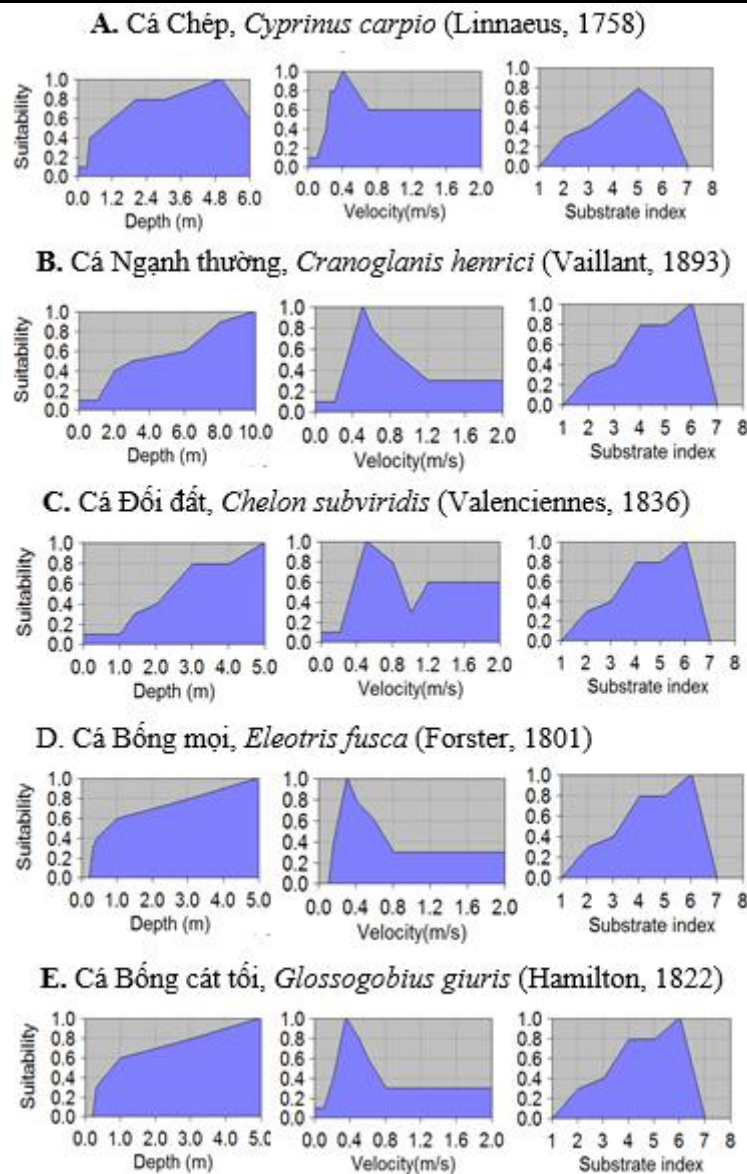 A. Cá Chép, Cyprinus carpio (Linnaeus, 1758)
Suitability
1.0
0.8
0.6
0.4
0.2
0.0
0.0 1.2 2.4 3.6 4.8 6.0
Depth (m)
1.0
0.8
0.6
0.4
0.2
0.0
0.0 0.4 0.8 1.2 1.6 2.0
Velocity(m/s)
1.0
0.8
0.6
0.4
0.2
0.0
1 2 3 4 5 6 7 8
Substrate index
B. Cá Ngạnh thường, Cranoglanis henrici (Vaillant, 1893)
Suitability
1.0
0.8
0.6
0.4
0.2
0.0
0.0 2.0 4.0 6.0 8.0 10.0
Depth (m)
1.0
0.8
0.6
0.4
0.2
0.0
0.0 0.4 0.8 1.2 1.6 2.0
Velocity(m/s)
1.0
0.8
0.6
0.4
0.2
0.0
1 2 3 4 5 6 7 8
Substrate index
C. Cá Đối đất, Chelon subviridis (Valenciennes, 1836)
Suitability
1.0
0.8
0.6
0.4
0.2
0.0
0.0 1.0 2.0 3.0 4.0 5.0
Depth (m)
1.0
0.8
0.6
0.4
0.2
0.0
0.0 0.4 0.8 1.2 1.6 2.0
Velocity(m/s)
1.0
0.8
0.6
0.4
0.2
0.0
1 2 3 4 5 6 7 8
Substrate index
D. Cá Bống mọi, Eleotris fusca (Forster, 1801)
Suitability
1.0
0.8
0.6
0.4
0.2
0.0
0.0 1.0 2.0 3.0 4.0 5.0
Depth (m)
1.0
0.8
0.6
0.4
0.2
0.0
0.0 0.4 0.8 1.2 1.6 2.0
Velocity(m/s)
1.0
0.8
0.6
0.4
0.2
0.0
1 2 3 4 5 6 7 8
Substrate index
E. Cá Bống cát tối, Glossogobius giuris (Hamilton, 1822)
Suitability
1.0
0.8
0.6
0.4
0.2
0.0
0.0 1.0 2.0 3.0 4.0 5.0
Depth (m)
1.0
0.8
0.6
0.4
0.2
0.0
0.0 0.4 0.8 1.2 1.6 2.0
Velocity(m/s)
1.0
0.8
0.6
0.4
0.2
0.0
1 2 3 4 5 6 7 8
Substrate index